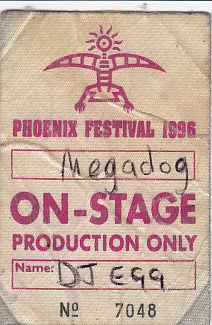 PHOENIX FESTIVAL 1996
Megadog
ON-STAGE
PRODUCTION ONLY
Name: DJ EGG
Nº 7048